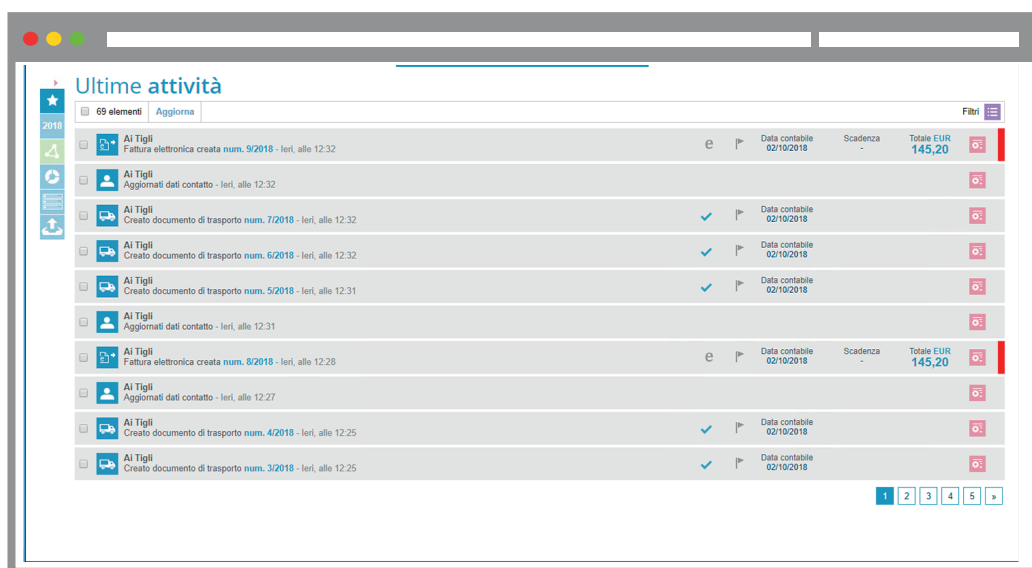 Ultime attività
69 elementi Aggiorna Filtri
2018
Ai Tigli
Fattura elettronica creata num. 9/2018 - Ieri, alle 12:32
e
Data contabile
02/10/2018
Scadenza
-
Totale EUR
145,20
Ai Tigli
Aggiornati dati contatto - Ieri, alle 12:32
Ai Tigli
Creato documento di trasporto num. 7/2018 - Ieri, alle 12:32
Data contabile
02/10/2018
Ai Tigli
Creato documento di trasporto num. 6/2018 - Ieri, alle 12:32
Data contabile
02/10/2018
Ai Tigli
Creato documento di trasporto num. 5/2018 - Ieri, alle 12:31
Data contabile
02/10/2018
Ai Tigli
Aggiornati dati contatto - Ieri, alle 12:31
Ai Tigli
Fattura elettronica creata num. 8/2018 - Ieri, alle 12:28
e
Data contabile
02/10/2018
Scadenza
-
Totale EUR
145,20
Ai Tigli
Aggiornati dati contatto - Ieri, alle 12:27
Ai Tigli
Creato documento di trasporto num. 4/2018 - Ieri, alle 12:25
Data contabile
02/10/2018
Ai Tigli
Creato documento di trasporto num. 3/2018 - Ieri, alle 12:25
Data contabile
02/10/2018
1 2 3 4 5 »